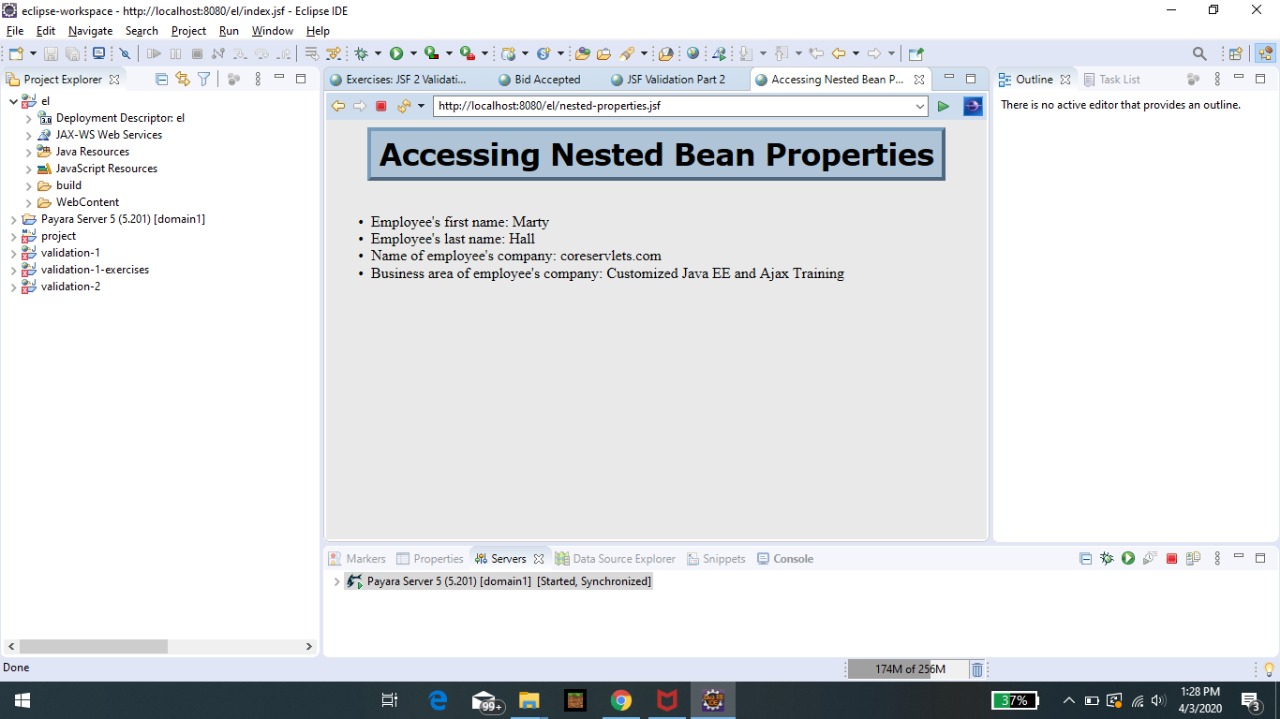 eclipse-workspace - http://localhost:8080/el/index.jsf - Eclipse IDE
File Edit Navigate Search Project Run Window Help
Project Explorer
Exercises: JSF 2 Validati...
Bid Accepted
JSF Validation Part 2
Accessing Nested Bean P...
Outline
Task List
http://localhost:8080/el/nested-properties.jsf
There is no active editor that provides an outline.
el
Deployment Descriptor: el
JAX-WS Web Services
Java Resources
JavaScript Resources
build
WebContent
Payara Server 5 (5.201) [domain1]
project
validation-1
validation-1-exercises
validation-2
Accessing Nested Bean Properties
• Employee's first name: Marty
• Employee's last name: Hall
• Name of employee's company: coreservlets.com
• Business area of employee's company: Customized Java EE and Ajax Training
Markers Properties Servers Data Source Explorer Snippets Console
Payara Server 5 (5.201) [domain1] [Started, Synchronized]
Done
174M of 256M
99+
37%
1:28 PM
4/3/2020
3